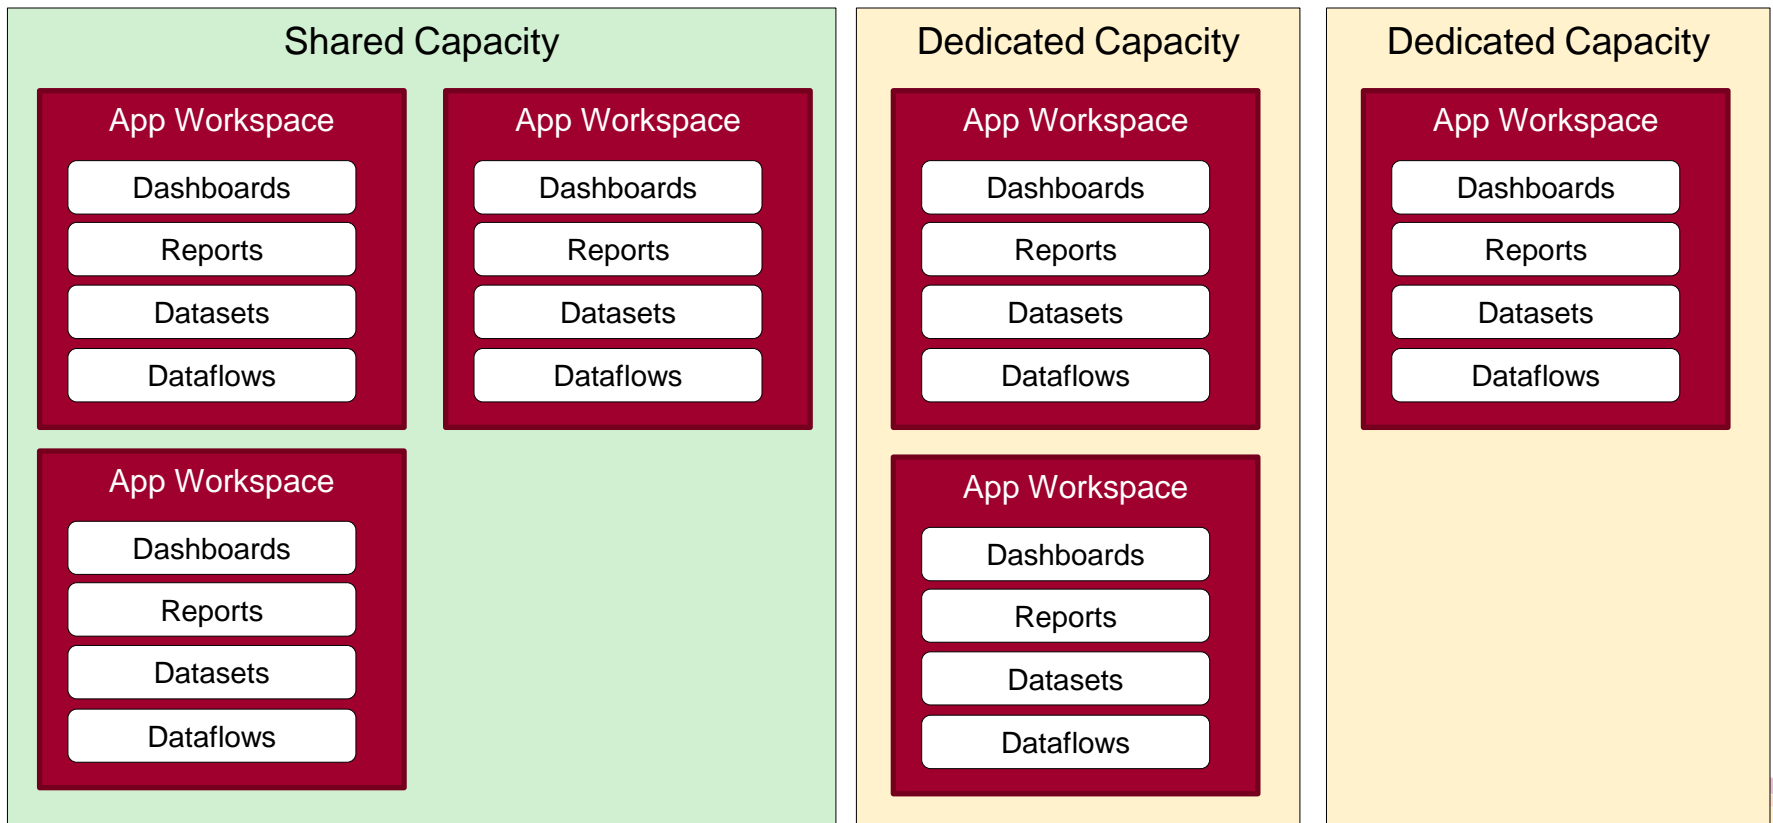 Shared Capacity
App Workspace
Dashboards
Reports
Datasets
Dataflows
App Workspace
Dashboards
Reports
Datasets
Dataflows
App Workspace
Dashboards
Reports
Datasets
Dataflows
Dedicated Capacity
App Workspace
Dashboards
Reports
Datasets
Dataflows
App Workspace
Dashboards
Reports
Datasets
Dataflows
Dedicated Capacity
App Workspace
Dashboards
Reports
Datasets
Dataflows